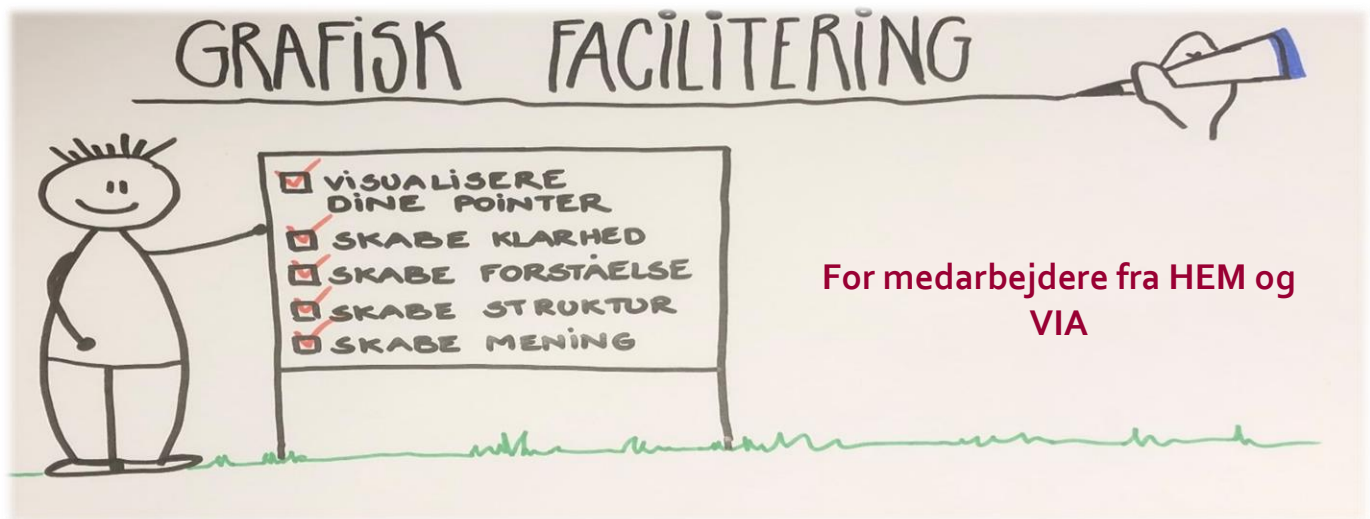 GRAFiSK FACiLiTERiNG
ViSUALiSERE
DiNE POiNTER
SKABE KLARHED
SKABE FORSTÅELSE
SKABE STRUKTUR
SKABE MENiNG
For medarbejdere fra HEM og
VIA